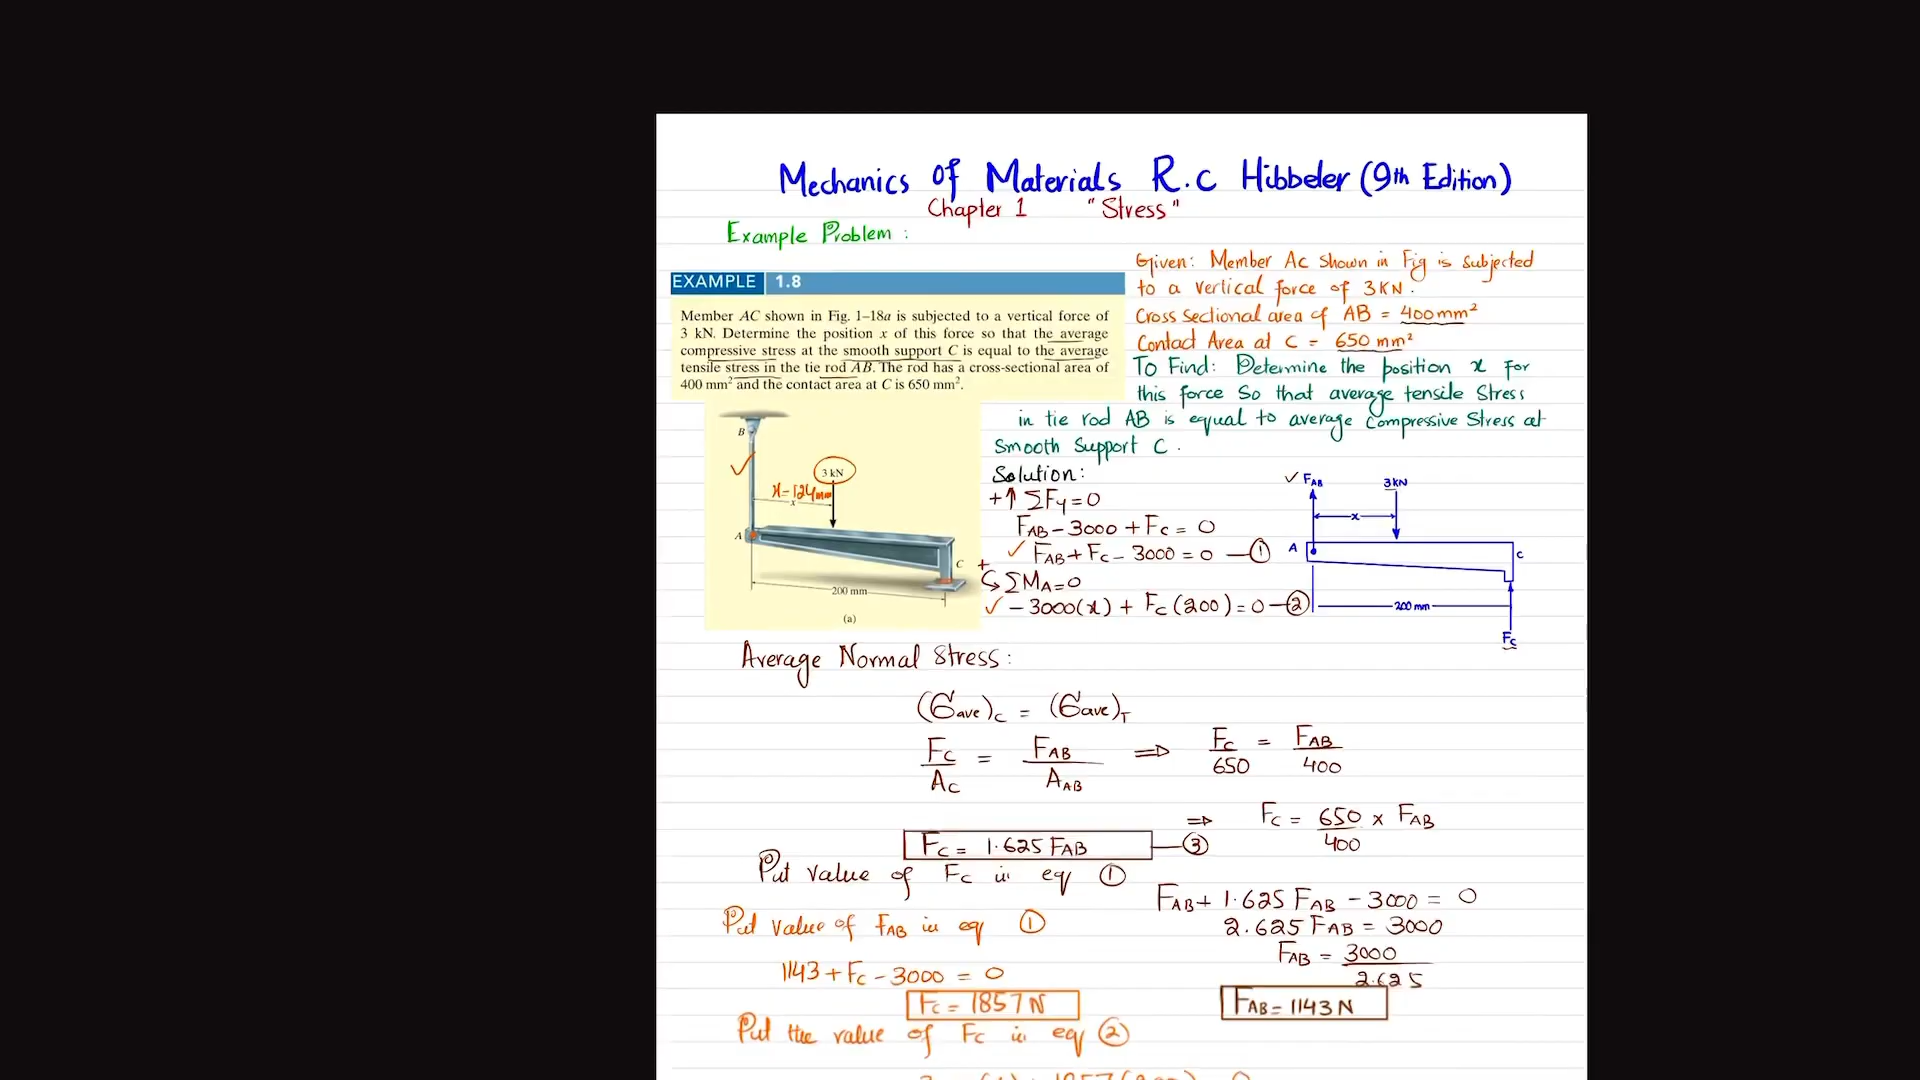 Mechanics of Materials R.C Hibbeler (9th Edition)
Chapter 1 "Stress"
Example Problem :
EXAMPLE 1.8
Member AC shown in Fig. 1–18a is subjected to a vertical force of
3 kN. Determine the position x of this force so that the average
compressive stress at the smooth support C is equal to the average
tensile stress in the tie rod AB. The rod has a cross-sectional area of
400 mm² and the contact area at C is 650 mm².
Given: Member Ac shown in Fig is subjected
to a vertical force of 3KN.
Cross sectional area of AB = 400mm²
Contact Area at C = 650 mm²
To Find: Determine the position x for
this force So that average tensile Stress
in tie rod AB is equal to average Compressive Stress at
Smooth Support C.
B
3 kN
x=124mm
x
A
C
200 mm
(a)
Solution:
+↑ ΣFy=0
FAB - 3000 + Fc = 0
✓ FAB + Fc - 3000 = 0 —①
+↺ ΣMA=0
✓ - 3000(x) + Fc (200) = 0 —②
✓ FAB
3kN
x
A
C
200 mm
Fc
Average Normal Stress :
(σave)c = (σave)T
Fc/Ac = FAB/AAB ⇒ Fc/650 = FAB/400
⇒ Fc = 650/400 x FAB
Fc = 1.625 FAB —③
Put value of Fc in eq ①
FAB + 1.625 FAB - 3000 = 0
2.625 FAB = 3000
FAB = 3000/2.625
FAB = 1143 N
Put value of FAB in eq ①
1143 + Fc - 3000 = 0
Fc = 1857 N
Put the value of Fc in eq ②